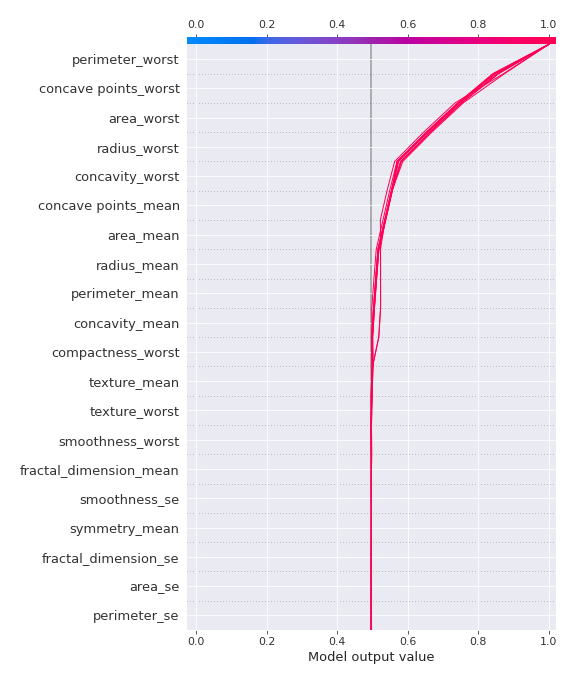 0.0 0.2 0.4 0.6 0.8 1.0
perimeter_worst
concave points_worst
area_worst
radius_worst
concavity_worst
concave points_mean
area_mean
radius_mean
perimeter_mean
concavity_mean
compactness_worst
texture_mean
texture_worst
smoothness_worst
fractal_dimension_mean
smoothness_se
symmetry_mean
fractal_dimension_se
area_se
perimeter_se
0.0 0.2 0.4 0.6 0.8 1.0
Model output value